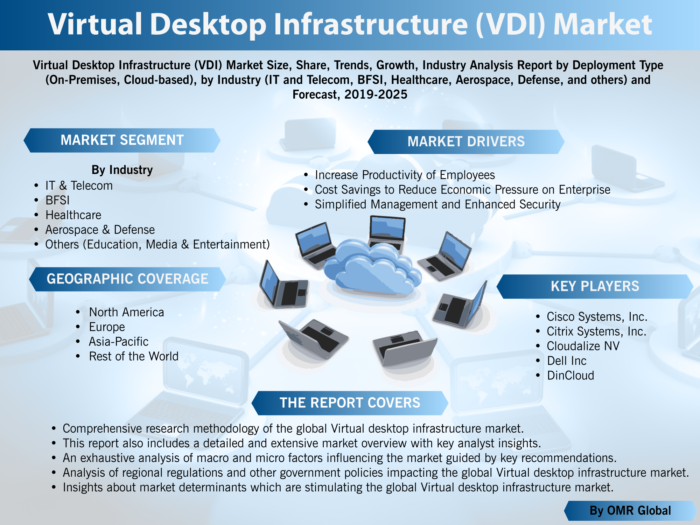 Virtual Desktop Infrastructure (VDI) Market
Virtual Desktop Infrastructure (VDI) Market Size, Share, Trends, Growth, Industry Analysis Report by Deployment Type
(On-Premises, Cloud-based), by Industry (IT and Telecom, BFSI, Healthcare, Aerospace, Defense, and others) and
Forecast, 2019-2025
MARKET SEGMENT
By Industry
• IT & Telecom
• BFSI
• Healthcare
• Aerospace & Defense
• Others (Education, Media & Entertainment)
MARKET DRIVERS
• Increase Productivity of Employees
• Cost Savings to Reduce Economic Pressure on Enterprise
• Simplified Management and Enhanced Security
GEOGRAPHIC COVERAGE
• North America
• Europe
• Asia-Pacific
• Rest of the World
KEY PLAYERS
• Cisco Systems, Inc.
• Citrix Systems, Inc.
• Cloudalize NV
• Dell Inc
• DinCloud
THE REPORT COVERS
• Comprehensive research methodology of the global Virtual desktop infrastructure market.
• This report also includes a detailed and extensive market overview with key analyst insights.
• An exhaustive analysis of macro and micro factors influencing the market guided by key recommendations.
• Analysis of regional regulations and other government policies impacting the global Virtual desktop infrastructure market.
• Insights about market determinants which are stimulating the global Virtual desktop infrastructure market.
By OMR Global